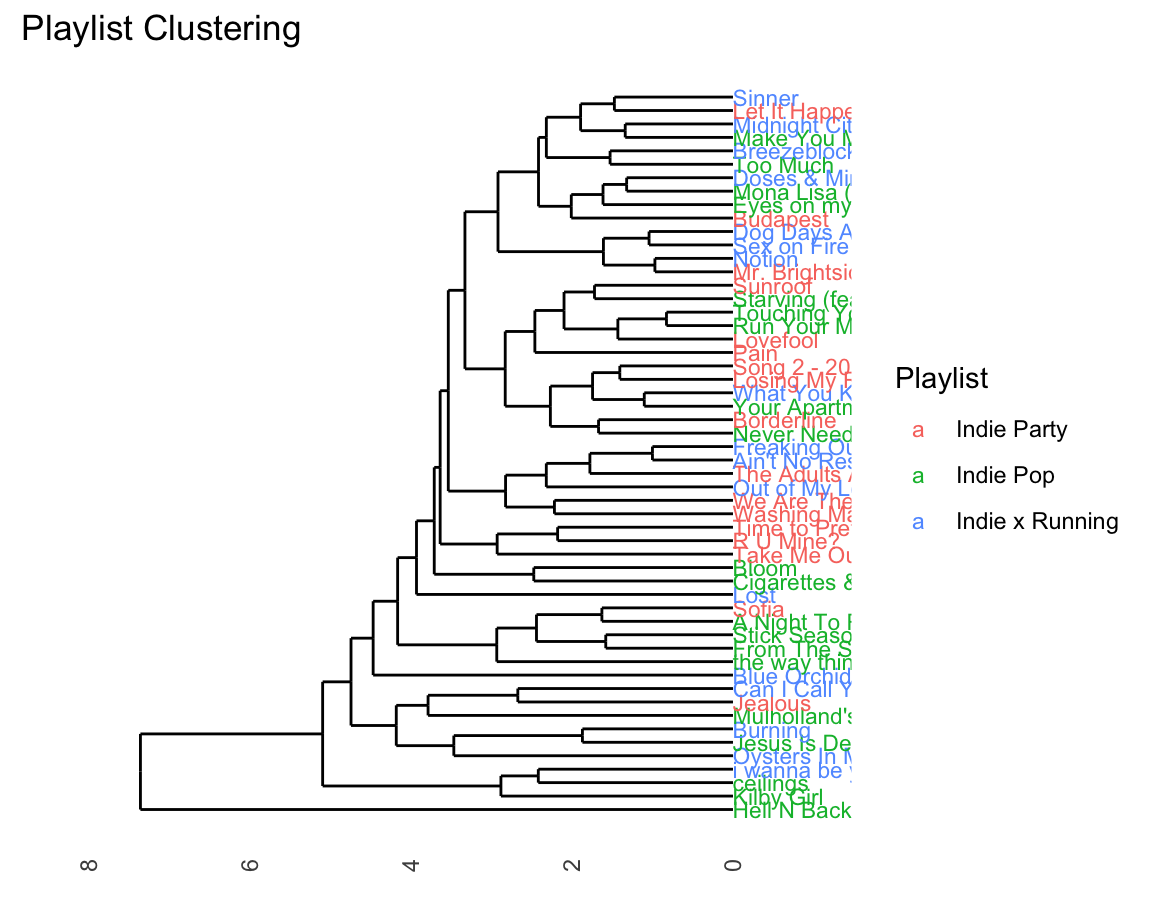 Playlist Clustering
Sinner
Let It Happe
Midnight Cit
Make You M
Breezeblock
Too Much
Doses & Mi
Mona Lisa (
Eyes on my
Budapest
Dog Days A
Sex on Fire
Notion
Mr. Brightsi
Sunroof
Starving (fea
Touching Y
Run Your M
Lovefool
Pain
Song 2 - 20
Losing My R
What You K
Your Apartm
Borderline
Never Need
Freaking Ou
Ain't No Res
The Adults A
Out of My L
We Are The
Washing Ma
Time to Pre
R U Mine?
Take Me Ou
Bloom
Cigarettes &
Lost
Sofia
A Night To R
Stick Seaso
From The S
the way thin
Blue Orchid
Can I Call Y
Jealous
Mulholland's
Burning
Jesus Is De
Oysters In M
i wanna be y
ceilings
Kilby Girl
Hell N Back
8 6 4 2 0
Playlist
a Indie Party
a Indie Pop
a Indie x Running